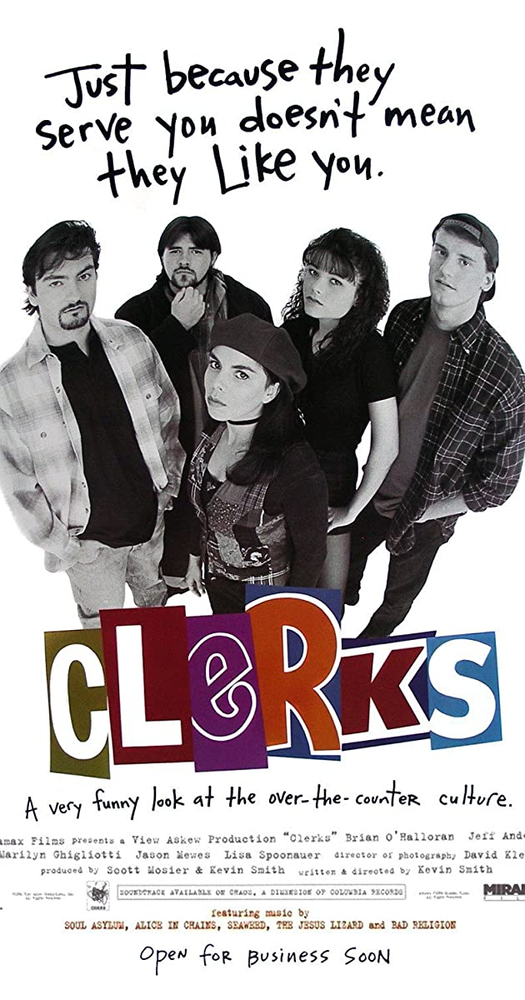 Just because they
serve you doesn't mean
they Like you.
CLeRKS
A very funny look at the over-the-counter culture.
amax Films presents a View Askew Production "Clerks" Brian O'Halloran Jeff And
Marilyn Ghigliotti Jason Mewes Lisa Spoonauer director of photography David Kle
produced by Scott Mosier & Kevin Smith written & directed by Kevin Smith
SOUNDTRACK AVAILABLE ON CHAOS, A DIMENSION OF COLUMBIA RECORDS
MIRA
featuring music by
SOUL ASYLUM, ALICE IN CHAINS, SEAWEED, THE JESUS LIZARD and BAD RELIGION
OPEN FOR BUSINESS SOON